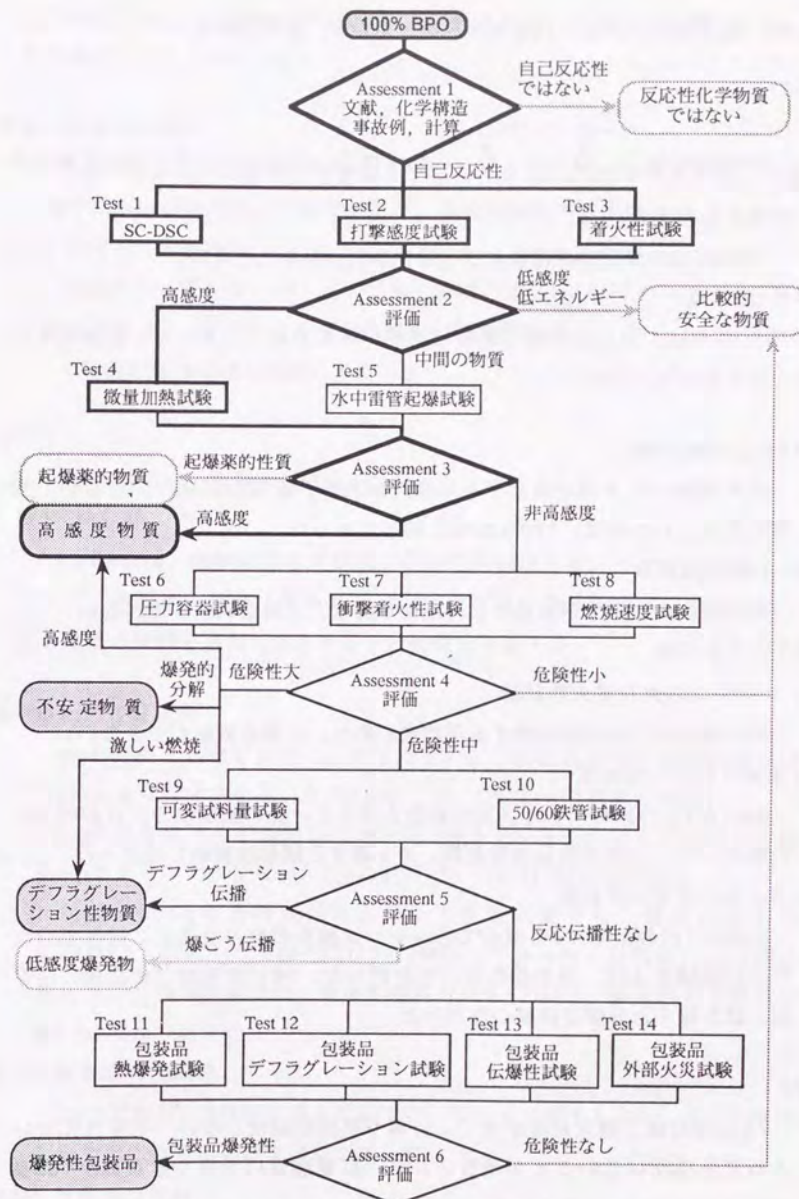 100% BPO
Assessment 1
文献，化学構造
事故例，計算
自己反応性
ではない
反応性化学物質
ではない
自己反応性
Test 1
SC-DSC
Test 2
打撃感度試験
Test 3
着火性試験
高感度
Assessment 2
評価
低感度
低エネルギー
比較的
安全な物質
中間の物質
Test 4
微量加熱試験
Test 5
水中雷管起爆試験
起爆薬的物質
起爆薬的性質
Assessment 3
評価
高感度物質
高感度
非高感度
Test 6
圧力容器試験
Test 7
衝撃着火性試験
Test 8
燃焼速度試験
高感度
爆発的
分解
危険性大
Assessment 4
評価
危険性小
不安定物質
激しい燃焼
危険性中
Test 9
可変試料量試験
Test 10
50/60鉄管試験
デフラグレーション
伝播
デフラグレー
ション性物質
Assessment 5
評価
反応伝播性なし
爆ごう伝播
低感度爆発物
Test 11
包装品
熱爆発試験
Test 12
包装品
デフラグレーション試験
Test 13
包装品
伝爆性試験
Test 14
包装品
外部火災試験
爆発性包装品
包装品爆発性
Assessment 6
評価
危険性なし